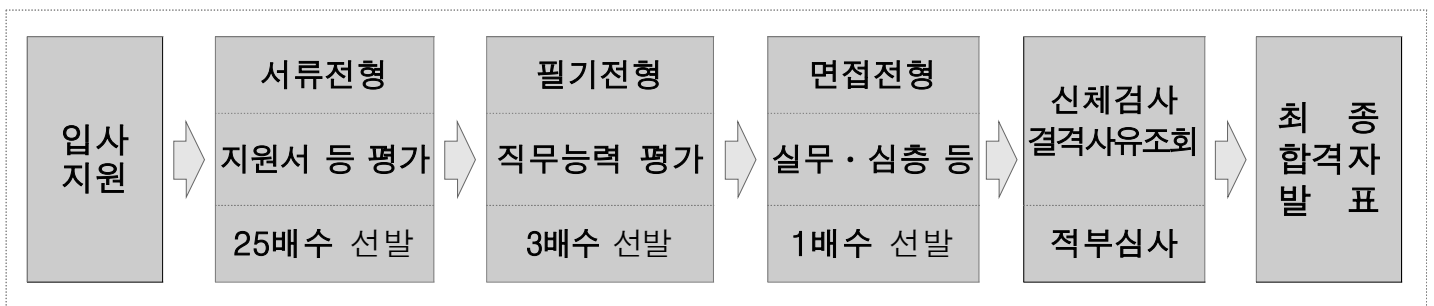 입사
지원
서류전형
지원서 등 평가
25배수 선발
필기전형
직무능력 평가
3배수 선발
면접전형
실무 · 심층 등
1배수 선발
신체검사
결격사유조회
적부심사
최 종
합격자
발 표